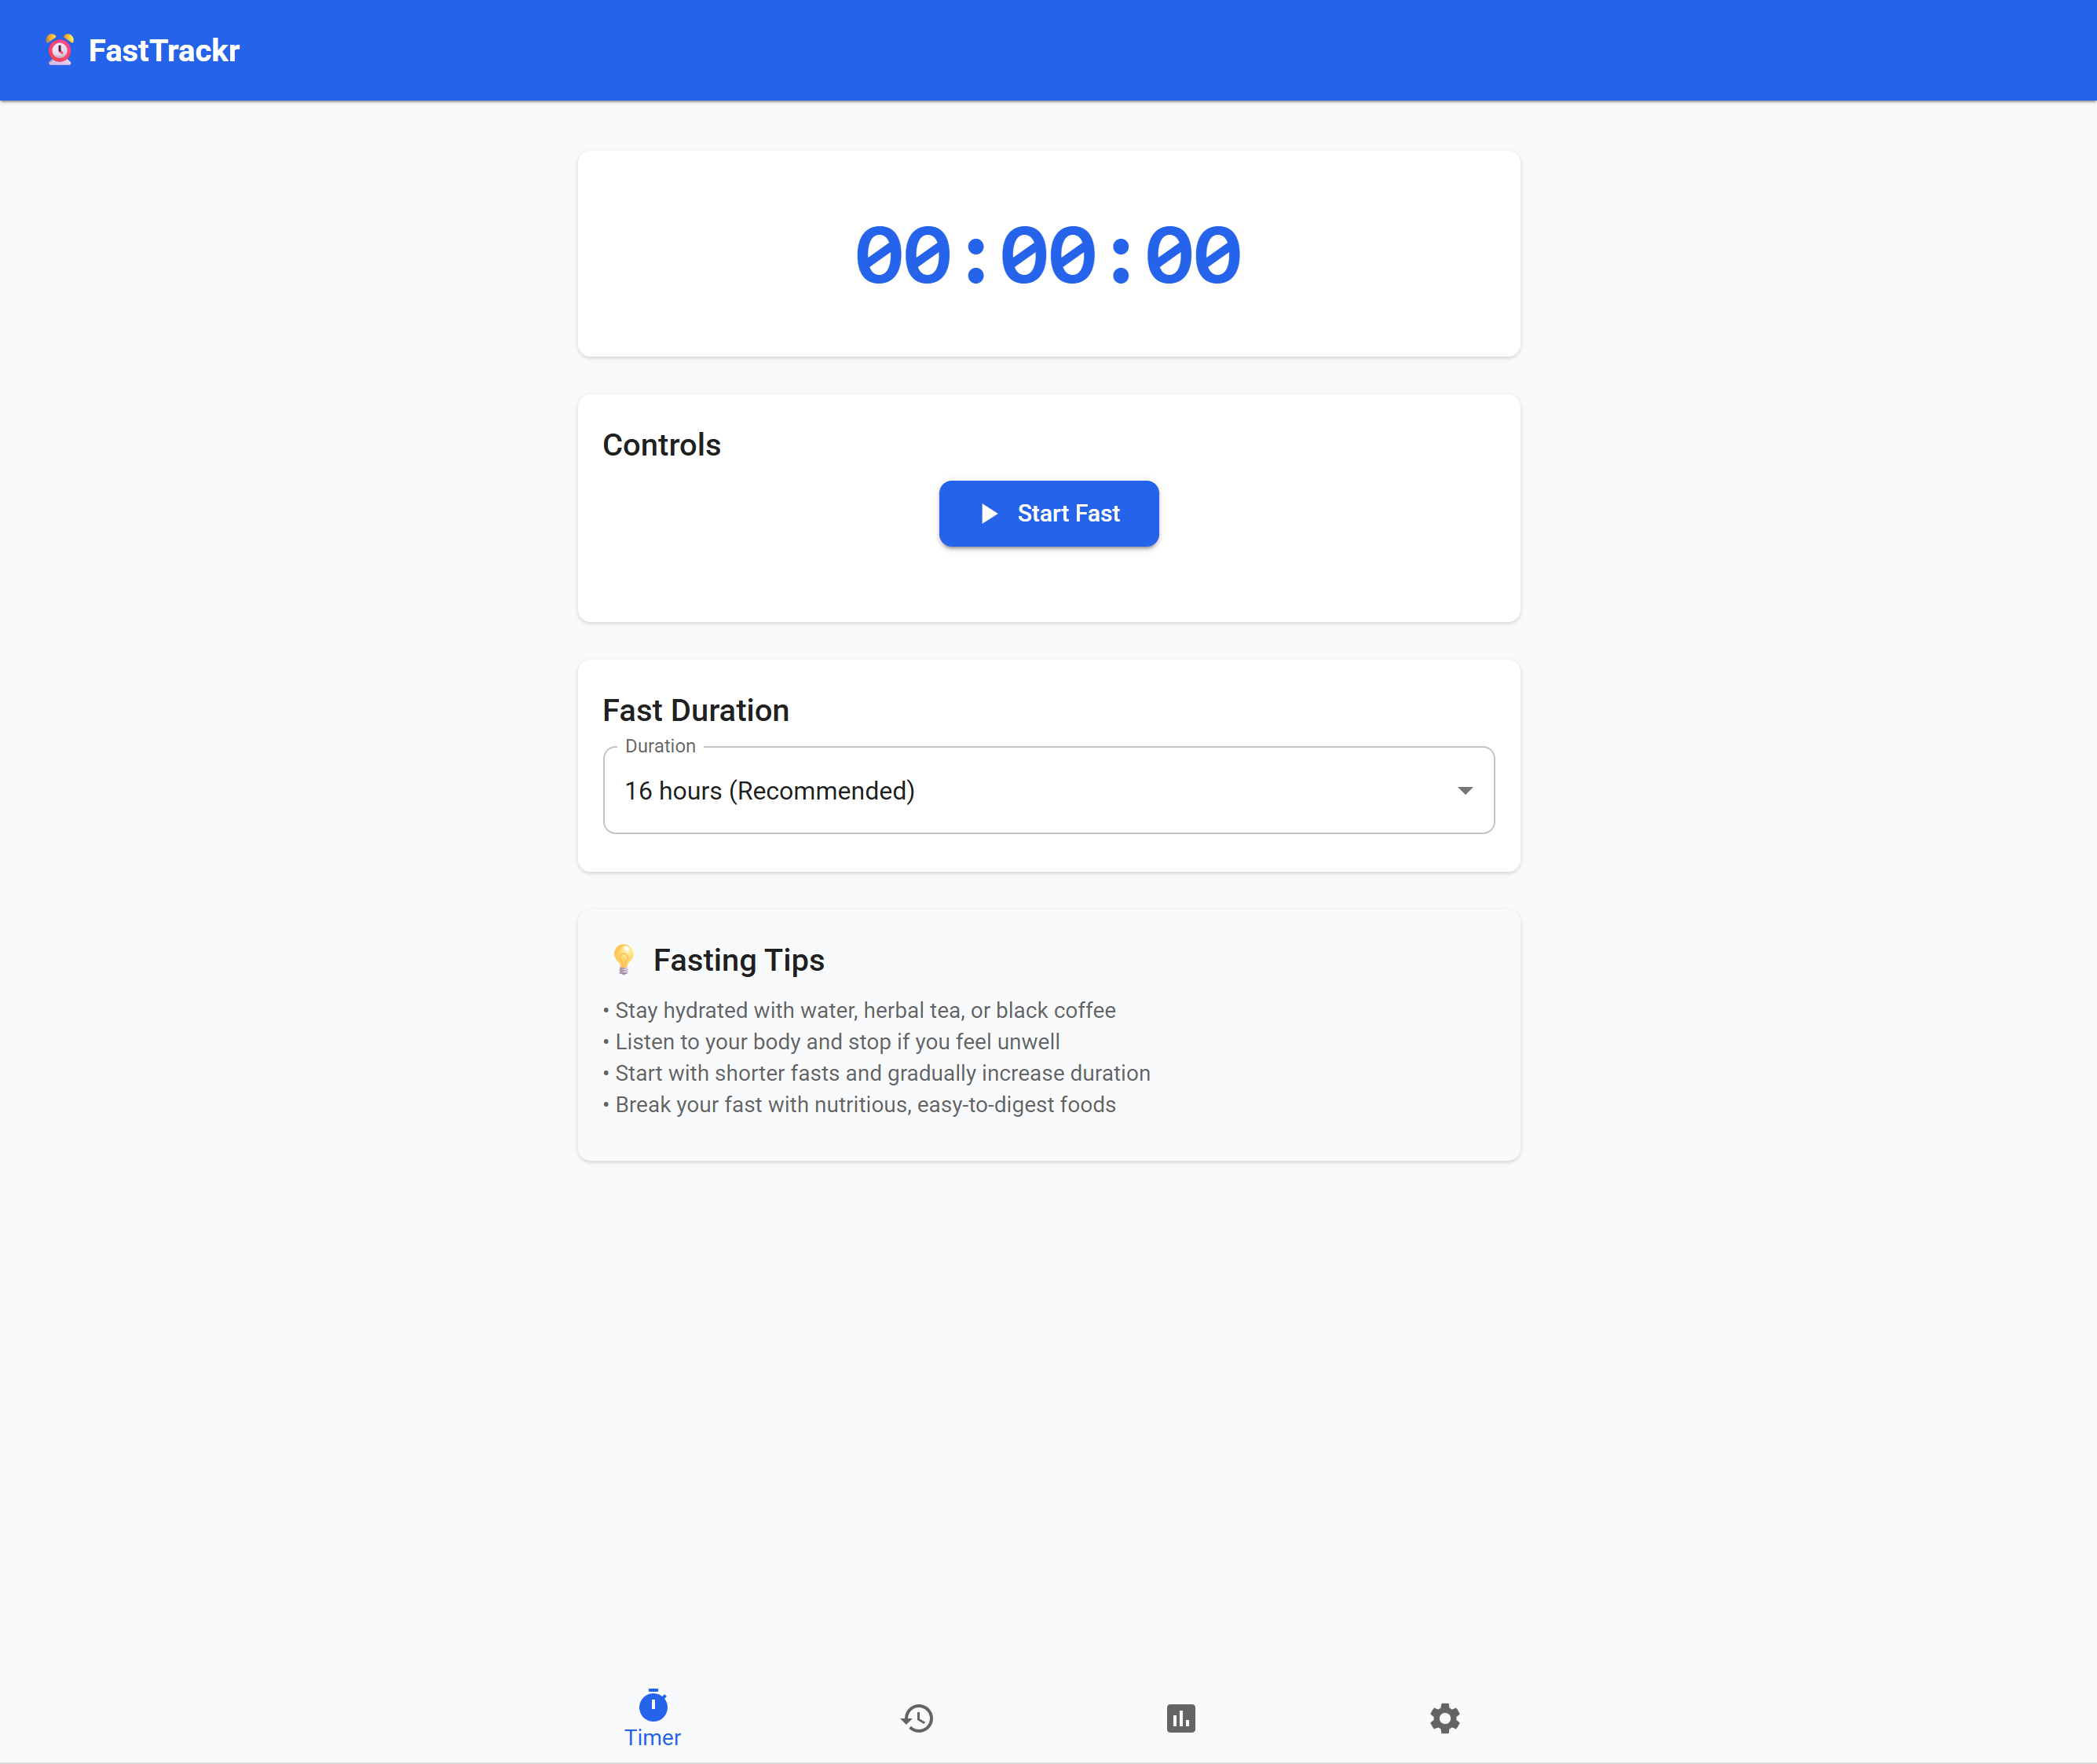 FastTrackr
00:00:00
Controls
Start Fast
Fast Duration
Duration
16 hours (Recommended)
Fasting Tips
• Stay hydrated with water, herbal tea, or black coffee
• Listen to your body and stop if you feel unwell
• Start with shorter fasts and gradually increase duration
• Break your fast with nutritious, easy-to-digest foods
Timer